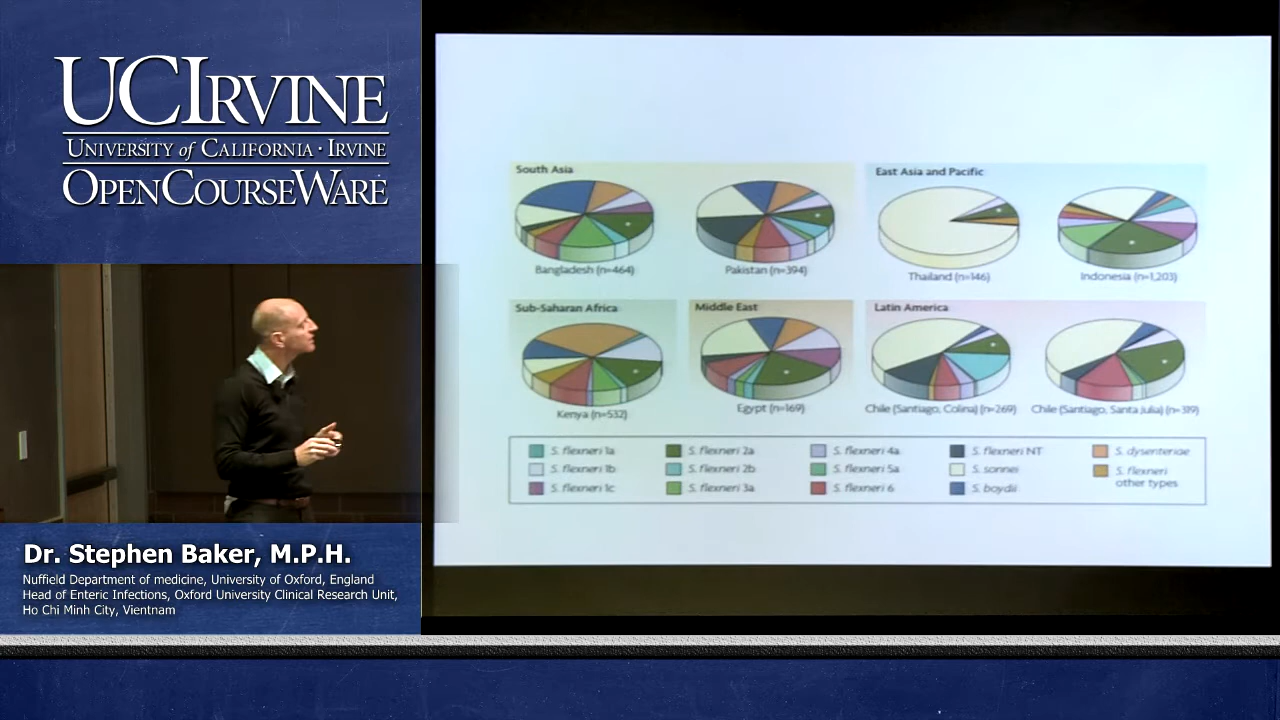 UCIRVINE
UNIVERSITY of CALIFORNIA · IRVINE
OPENCOURSEWARE
Dr. Stephen Baker, M.P.H.
Nuffield Department of medicine, University of Oxford, England
Head of Enteric Infections, Oxford University Clinical Research Unit,
Ho Chi Minh City, Vientnam
South Asia
Bangladesh (n=464)
Pakistan (n=394)
East Asia and Pacific
Thailand (n=146)
Indonesia (n=1,203)
Sub-Saharan Africa
Kenya (n=532)
Middle East
Egypt (n=169)
Latin America
Chile (Santiago, Colina) (n=269)
Chile (Santiago, Santa Julia) (n=319)
S. flexneri 1a
S. flexneri 2a
S. flexneri 4a
S. flexneri NT
S. dysenteriae
S. flexneri 1b
S. flexneri 2b
S. flexneri 5a
S. sonnei
S. flexneri
other types
S. flexneri 1c
S. flexneri 3a
S. flexneri 6
S. boydii